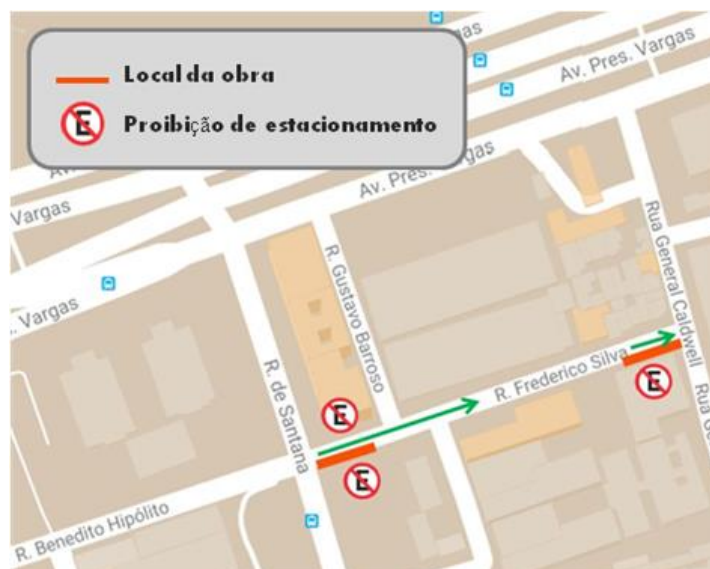 Local da obra
E
Proibição de estacionamento
Av. Pres. Vargas
Av. Pres. Vargas
Vargas
. Vargas
R. Gustavo Barroso
Rua General Caldwell
R. de Santana
R. Frederico Silva
E
E
E
R. Benedito Hipólito